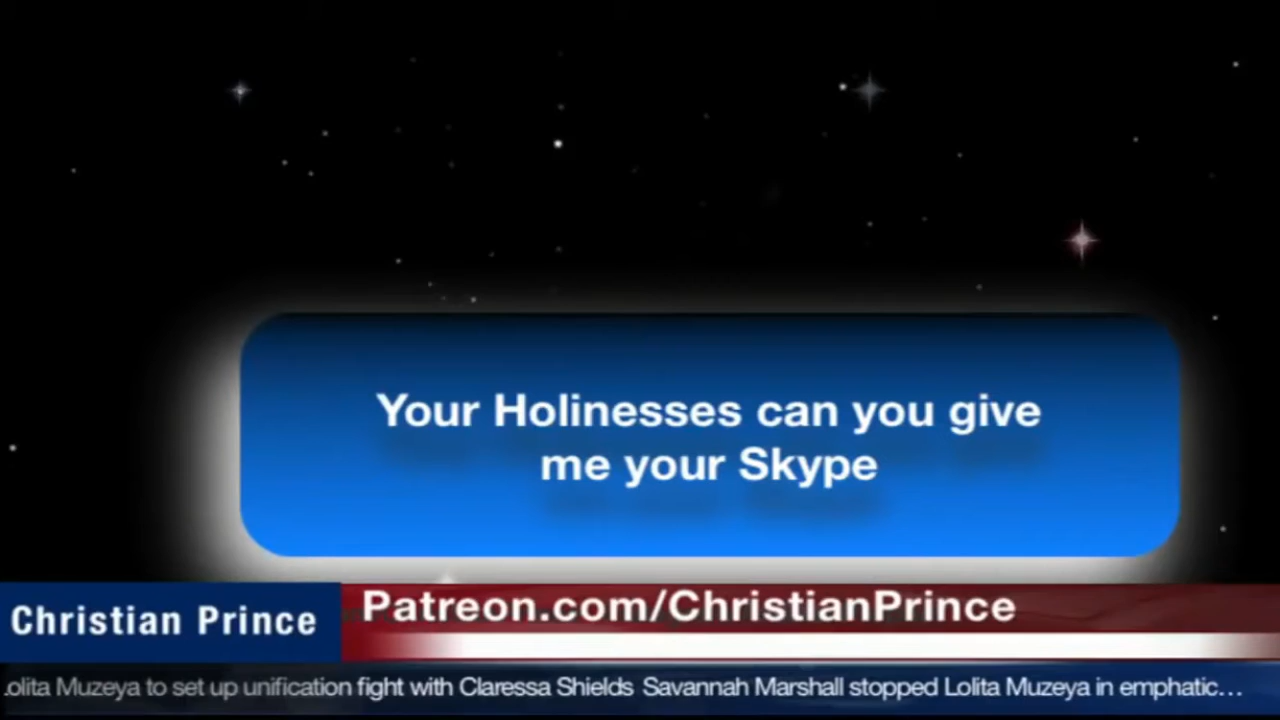 Your Holinesses can you give
me your Skype
Christian Prince
Patreon.com/ChristianPrince
.olita Muzeya to set up unification fight with Claressa Shields Savannah Marshall stopped Lolita Muzeya in emphatic…